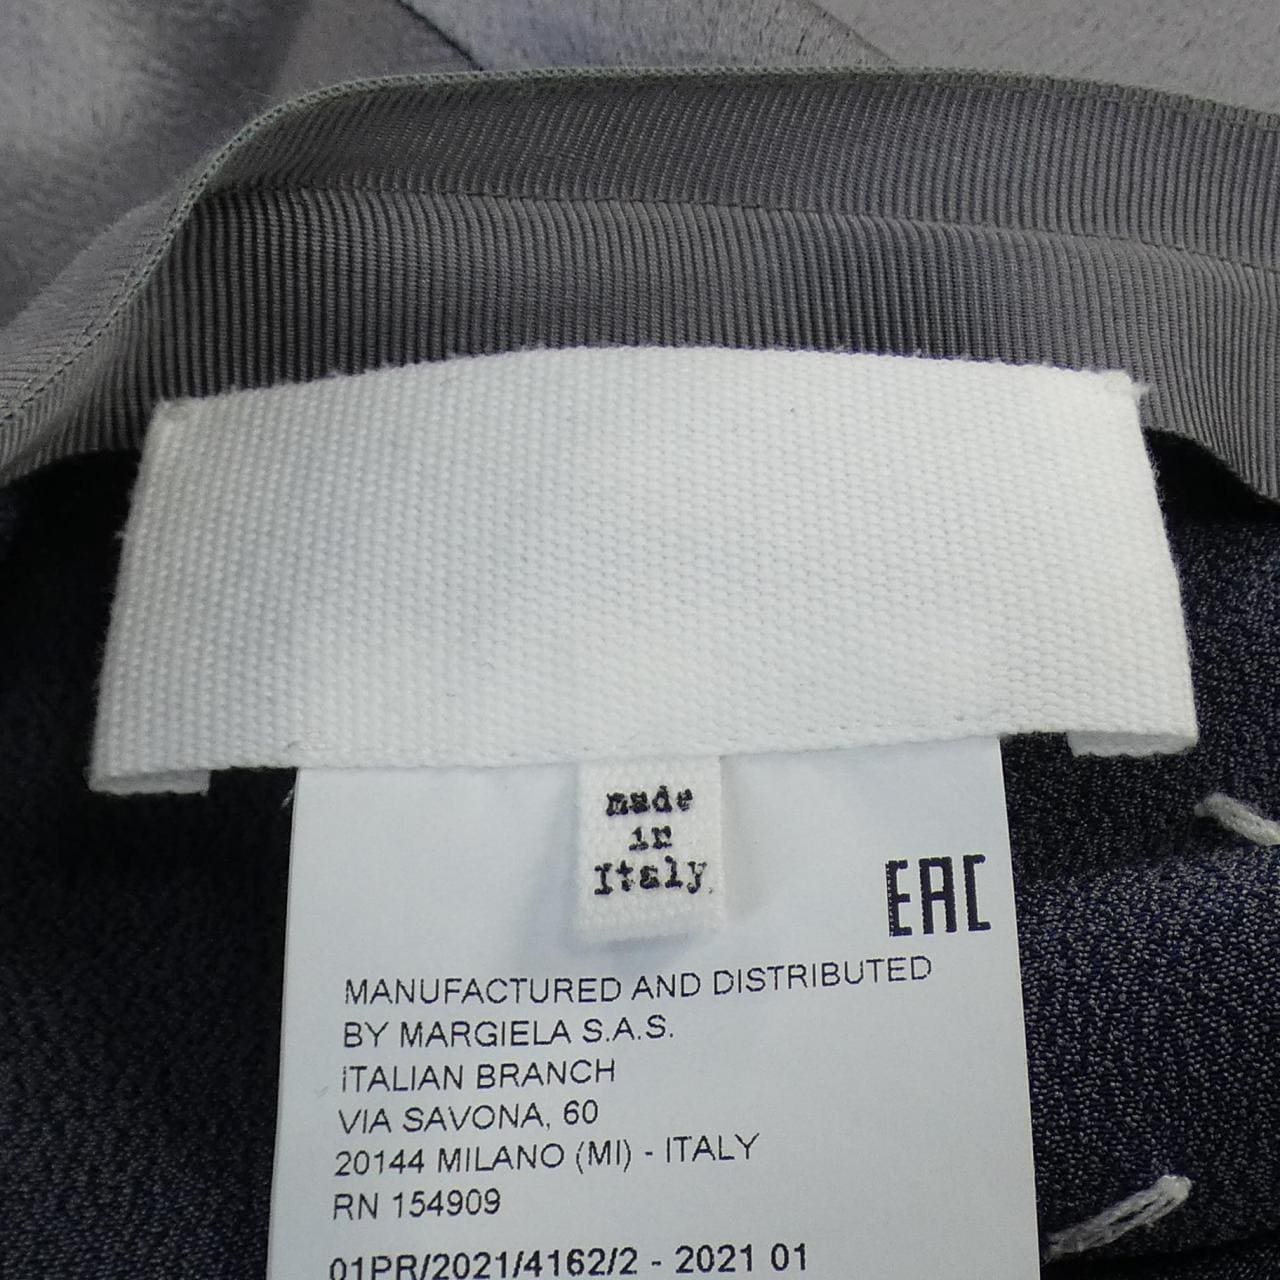 made
in
Italy
EAC
MANUFACTURED AND DISTRIBUTED
BY MARGIELA S.A.S.
ITALIAN BRANCH
VIA SAVONA, 60
20144 MILANO (MI) - ITALY
RN 154909
01PR/2021/4162/2 - 2021 01